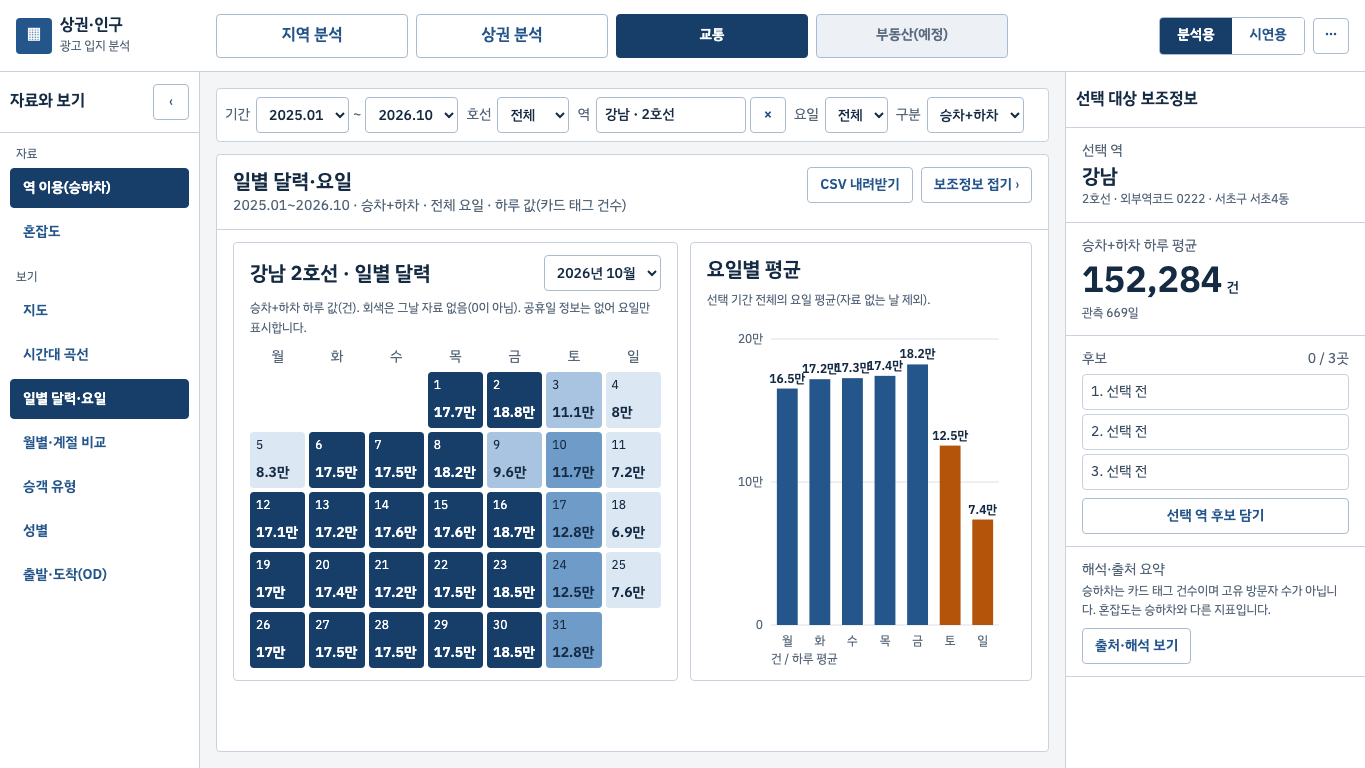 ▦
상권·인구
광고 입지 분석
지역 분석
상권 분석
교통
부동산(예정)
분석용
시연용
···
자료와 보기
‹
자료
역 이용(승하차)
혼잡도
보기
지도
시간대 곡선
일별 달력·요일
월별·계절 비교
승객 유형
성별
출발·도착(OD)
기간 2025.01 ~ 2026.10 호선 전체 역 강남 · 2호선 × 요일 전체 구분 승차+하차
일별 달력·요일
2025.01~2026.10 · 승차+하차 · 전체 요일 · 하루 값(카드 태그 건수)
CSV 내려받기
보조정보 접기 ›
강남 2호선 · 일별 달력
2026년 10월
승차+하차 하루 값(건). 회색은 그날 자료 없음(0이 아님). 공휴일 정보는 없어 요일만
표시합니다.
월 화 수 목 금 토 일
1 2 3 4
17.7만 18.8만 11.1만 8만
5 6 7 8 9 10 11
8.3만 17.5만 17.5만 18.2만 9.6만 11.7만 7.2만
12 13 14 15 16 17 18
17.1만 17.2만 17.6만 17.6만 18.7만 12.8만 6.9만
19 20 21 22 23 24 25
17만 17.4만 17.2만 17.5만 18.5만 12.5만 7.6만
26 27 28 29 30 31
17만 17.5만 17.5만 17.5만 18.5만 12.8만
요일별 평균
선택 기간 전체의 요일 평균(자료 없는 날 제외).
20만
10만
0
16.5만 17.2만 17.3만 17.4만 18.2만 12.5만 7.4만
월 화 수 목 금 토 일
건 / 하루 평균
선택 대상 보조정보
선택 역
강남
2호선 · 외부역코드 0222 · 서초구 서초4동
승차+하차 하루 평균
152,284 건
관측 669일
후보 0 / 3곳
1. 선택 전
2. 선택 전
3. 선택 전
선택 역 후보 담기
해석·출처 요약
승하차는 카드 태그 건수이며 고유 방문자 수가 아닙니
다. 혼잡도는 승하차와 다른 지표입니다.
출처·해석 보기